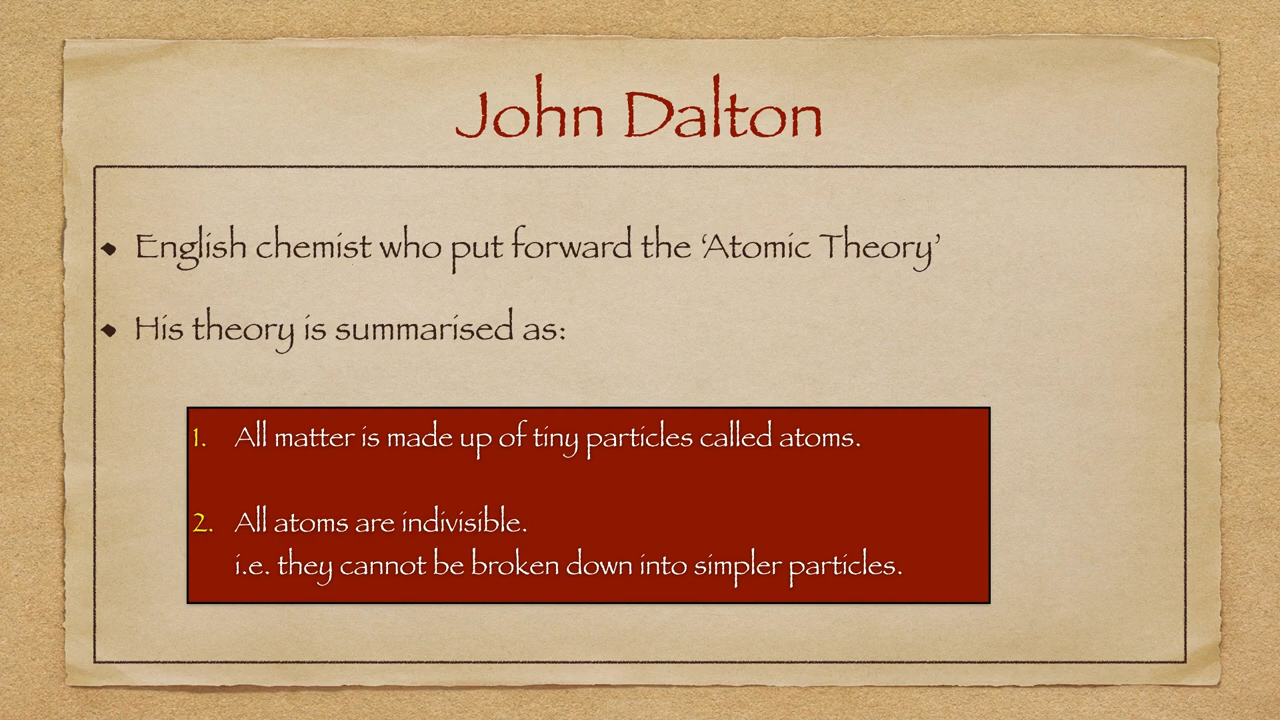 John Dalton
• English chemist who put forward the ‘Atomic Theory’
• His theory is summarised as:
1. All matter is made up of tiny particles called atoms.
2. All atoms are indivisible.
i.e. they cannot be broken down into simpler particles.